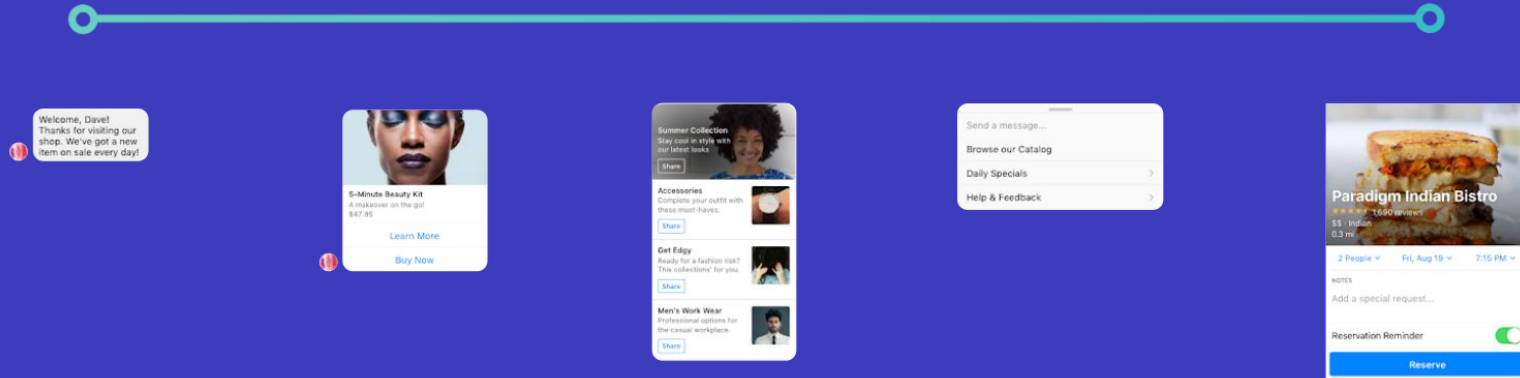 Welcome, Dave!
Thanks for visiting our
shop. We've got a new
item on sale every day!
5-Minute Beauty Kit
A makeover on the go!
$47.95
Learn More
Buy Now
Summer Collection
Stay cool in style with
our latest looks
Share
Accessories
Complete your outfit with
these must-haves.
Share
Get Edgy
Ready for a fashion risk?
This collections' for you.
Share
Men's Work Wear
Professional options for
the casual workplace.
Share
Send a message...
Browse our Catalog
Daily Specials
Help & Feedback
Paradigm Indian Bistro
1,690 reviews
$$ · Indian
0.3 mi
2 People Fri, Aug 19 7:15 PM
NOTES
Add a special request...
Reservation Reminder
Reserve